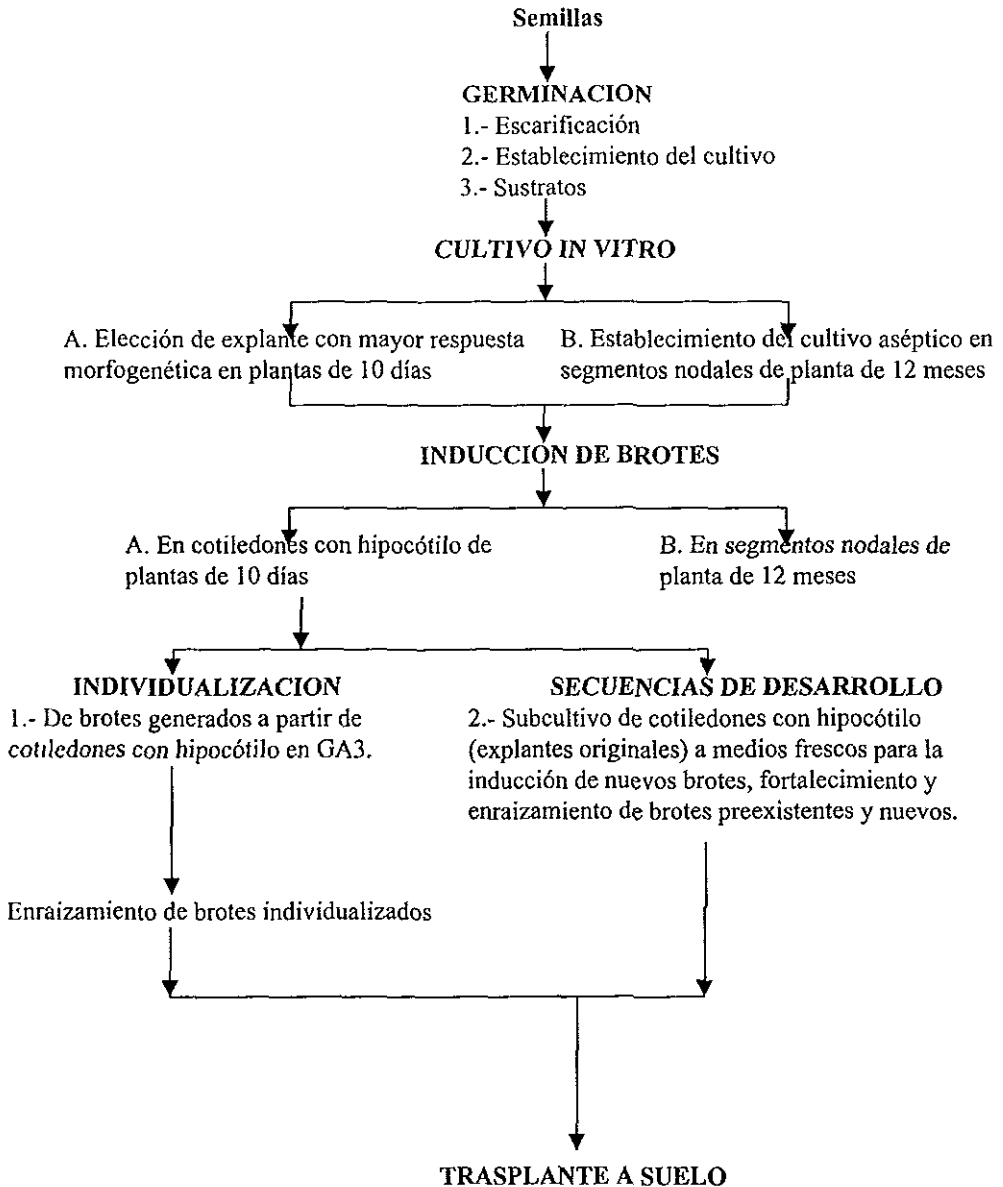 Semillas
GERMINACION
1.- Escarificación
2.- Establecimiento del cultivo
3.- Sustratos
CULTIVO IN VITRO
A. Elección de explante con mayor respuesta
morfogenética en plantas de 10 días
B. Establecimiento del cultivo aséptico en
segmentos nodales de planta de 12 meses
INDUCCION DE BROTES
A. En cotiledones con hipocótilo de
plantas de 10 días
B. En segmentos nodales de
planta de 12 meses
INDIVIDUALIZACION
1.- De brotes generados a partir de
cotiledones con hipocótilo en GA3.
SECUENCIAS DE DESARROLLO
2.- Subcultivo de cotiledones con hipocótilo
(explantes originales) a medios frescos para la
inducción de nuevos brotes, fortalecimiento y
enraizamiento de brotes preexistentes y nuevos.
Enraizamiento de brotes individualizados
TRASPLANTE A SUELO